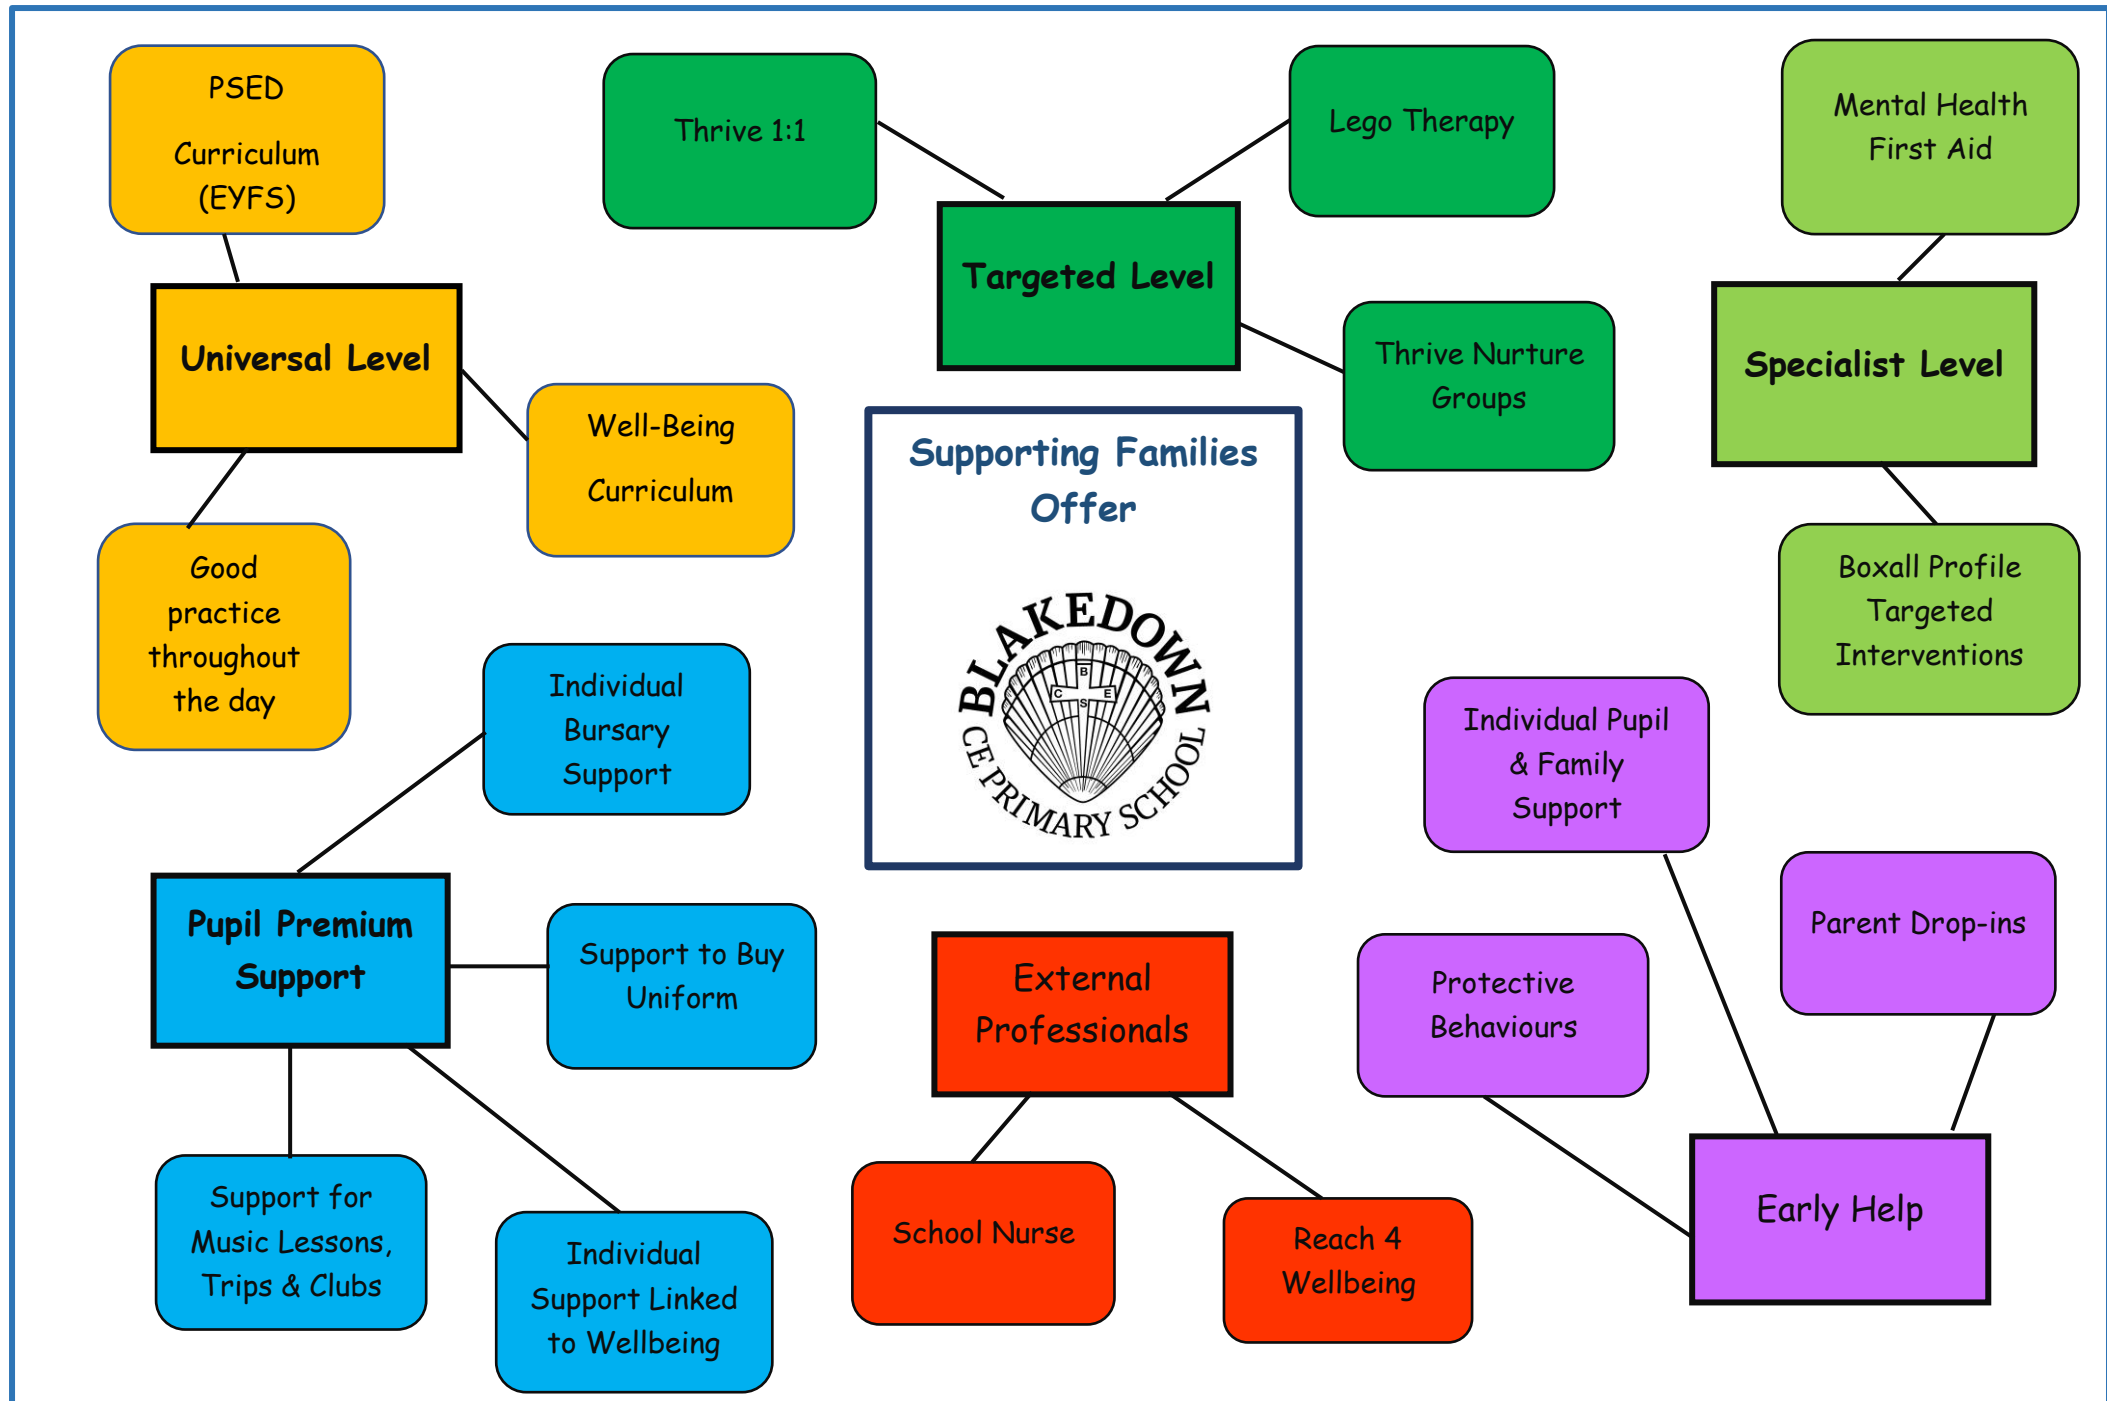 PSED
Curriculum
(EYFS)
Universal Level
Well-Being
Curriculum
Good
practice
throughout
the day
Thrive 1:1
Lego Therapy
Targeted Level
Thrive Nurture
Groups
Mental Health
First Aid
Specialist Level
Boxall Profile
Targeted
Interventions
Supporting Families
Offer
BLAKEDOWN
B
C E
S
CE PRIMARY SCHOOL
Individual
Bursary
Support
Pupil Premium
Support
Support to Buy
Uniform
Support for
Music Lessons,
Trips & Clubs
Individual
Support Linked
to Wellbeing
External
Professionals
School Nurse
Reach 4
Wellbeing
Individual Pupil
& Family
Support
Parent Drop-ins
Protective
Behaviours
Early Help